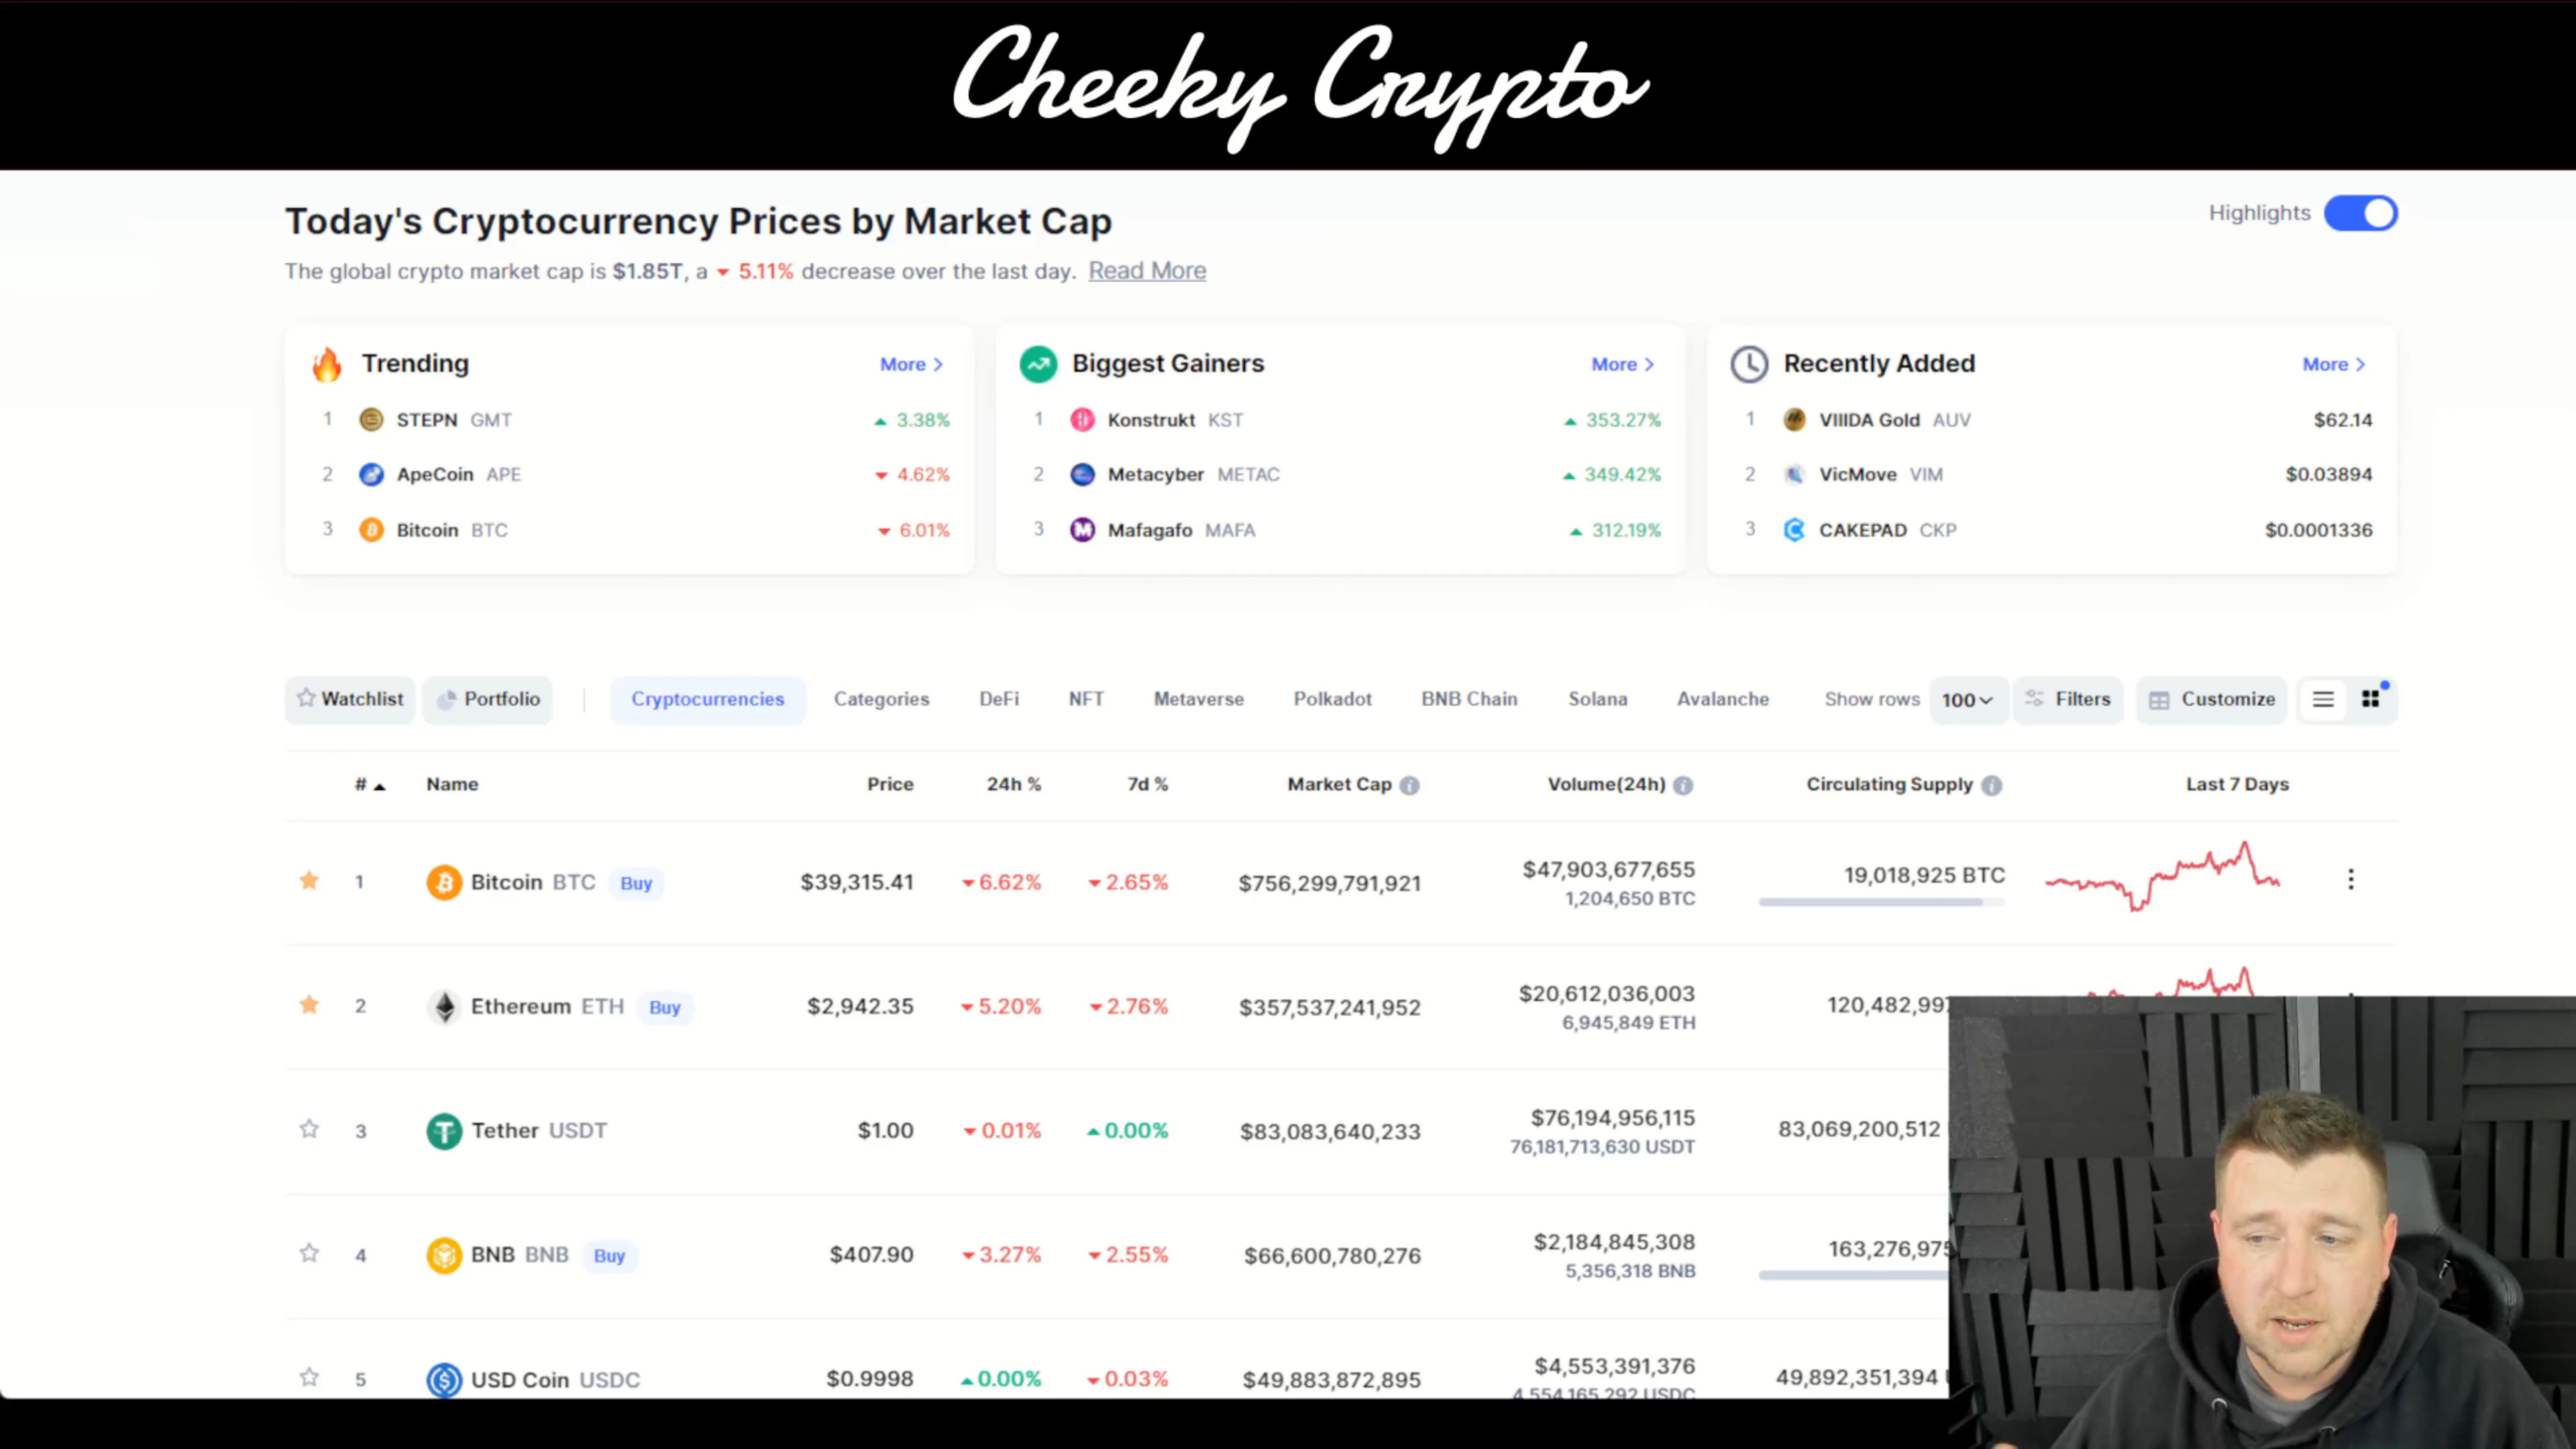 Cheeky Crypto
Today's Cryptocurrency Prices by Market Cap
Highlights
The global crypto market cap is $1.85T, a 5.11% decrease over the last day. Read More
Trending More
1 STEPN GMT 3.38%
2 ApeCoin APE 4.62%
3 Bitcoin BTC 6.01%
Biggest Gainers More
1 Konstrukt KST 353.27%
2 Metacyber METAC 349.42%
3 Mafagafo MAFA 312.19%
Recently Added More
1 VIIIDA Gold AUV $62.14
2 VicMove VIM $0.03894
3 CAKEPAD CKP $0.0001336
Watchlist Portfolio Cryptocurrencies Categories DeFi NFT Metaverse Polkadot BNB Chain Solana Avalanche Show rows 100 Filters Customize
# Name Price 24h % 7d % Market Cap Volume(24h) Circulating Supply Last 7 Days
1 Bitcoin BTC Buy $39,315.41 6.62% 2.65% $756,299,791,921 $47,903,677,655 19,018,925 BTC
1,204,650 BTC
2 Ethereum ETH Buy $2,942.35 5.20% 2.76% $357,537,241,952 $20,612,036,003 120,482,99
6,945,849 ETH
3 Tether USDT $1.00 0.01% 0.00% $83,083,640,233 $76,194,956,115 83,069,200,512
76,181,713,630 USDT
4 BNB BNB Buy $407.90 3.27% 2.55% $66,600,780,276 $2,184,845,308 163,276,975
5,356,318 BNB
5 USD Coin USDC $0.9998 0.00% 0.03% $49,883,872,895 $4,553,391,376 49,892,351,394
4,554,165,292 USDC